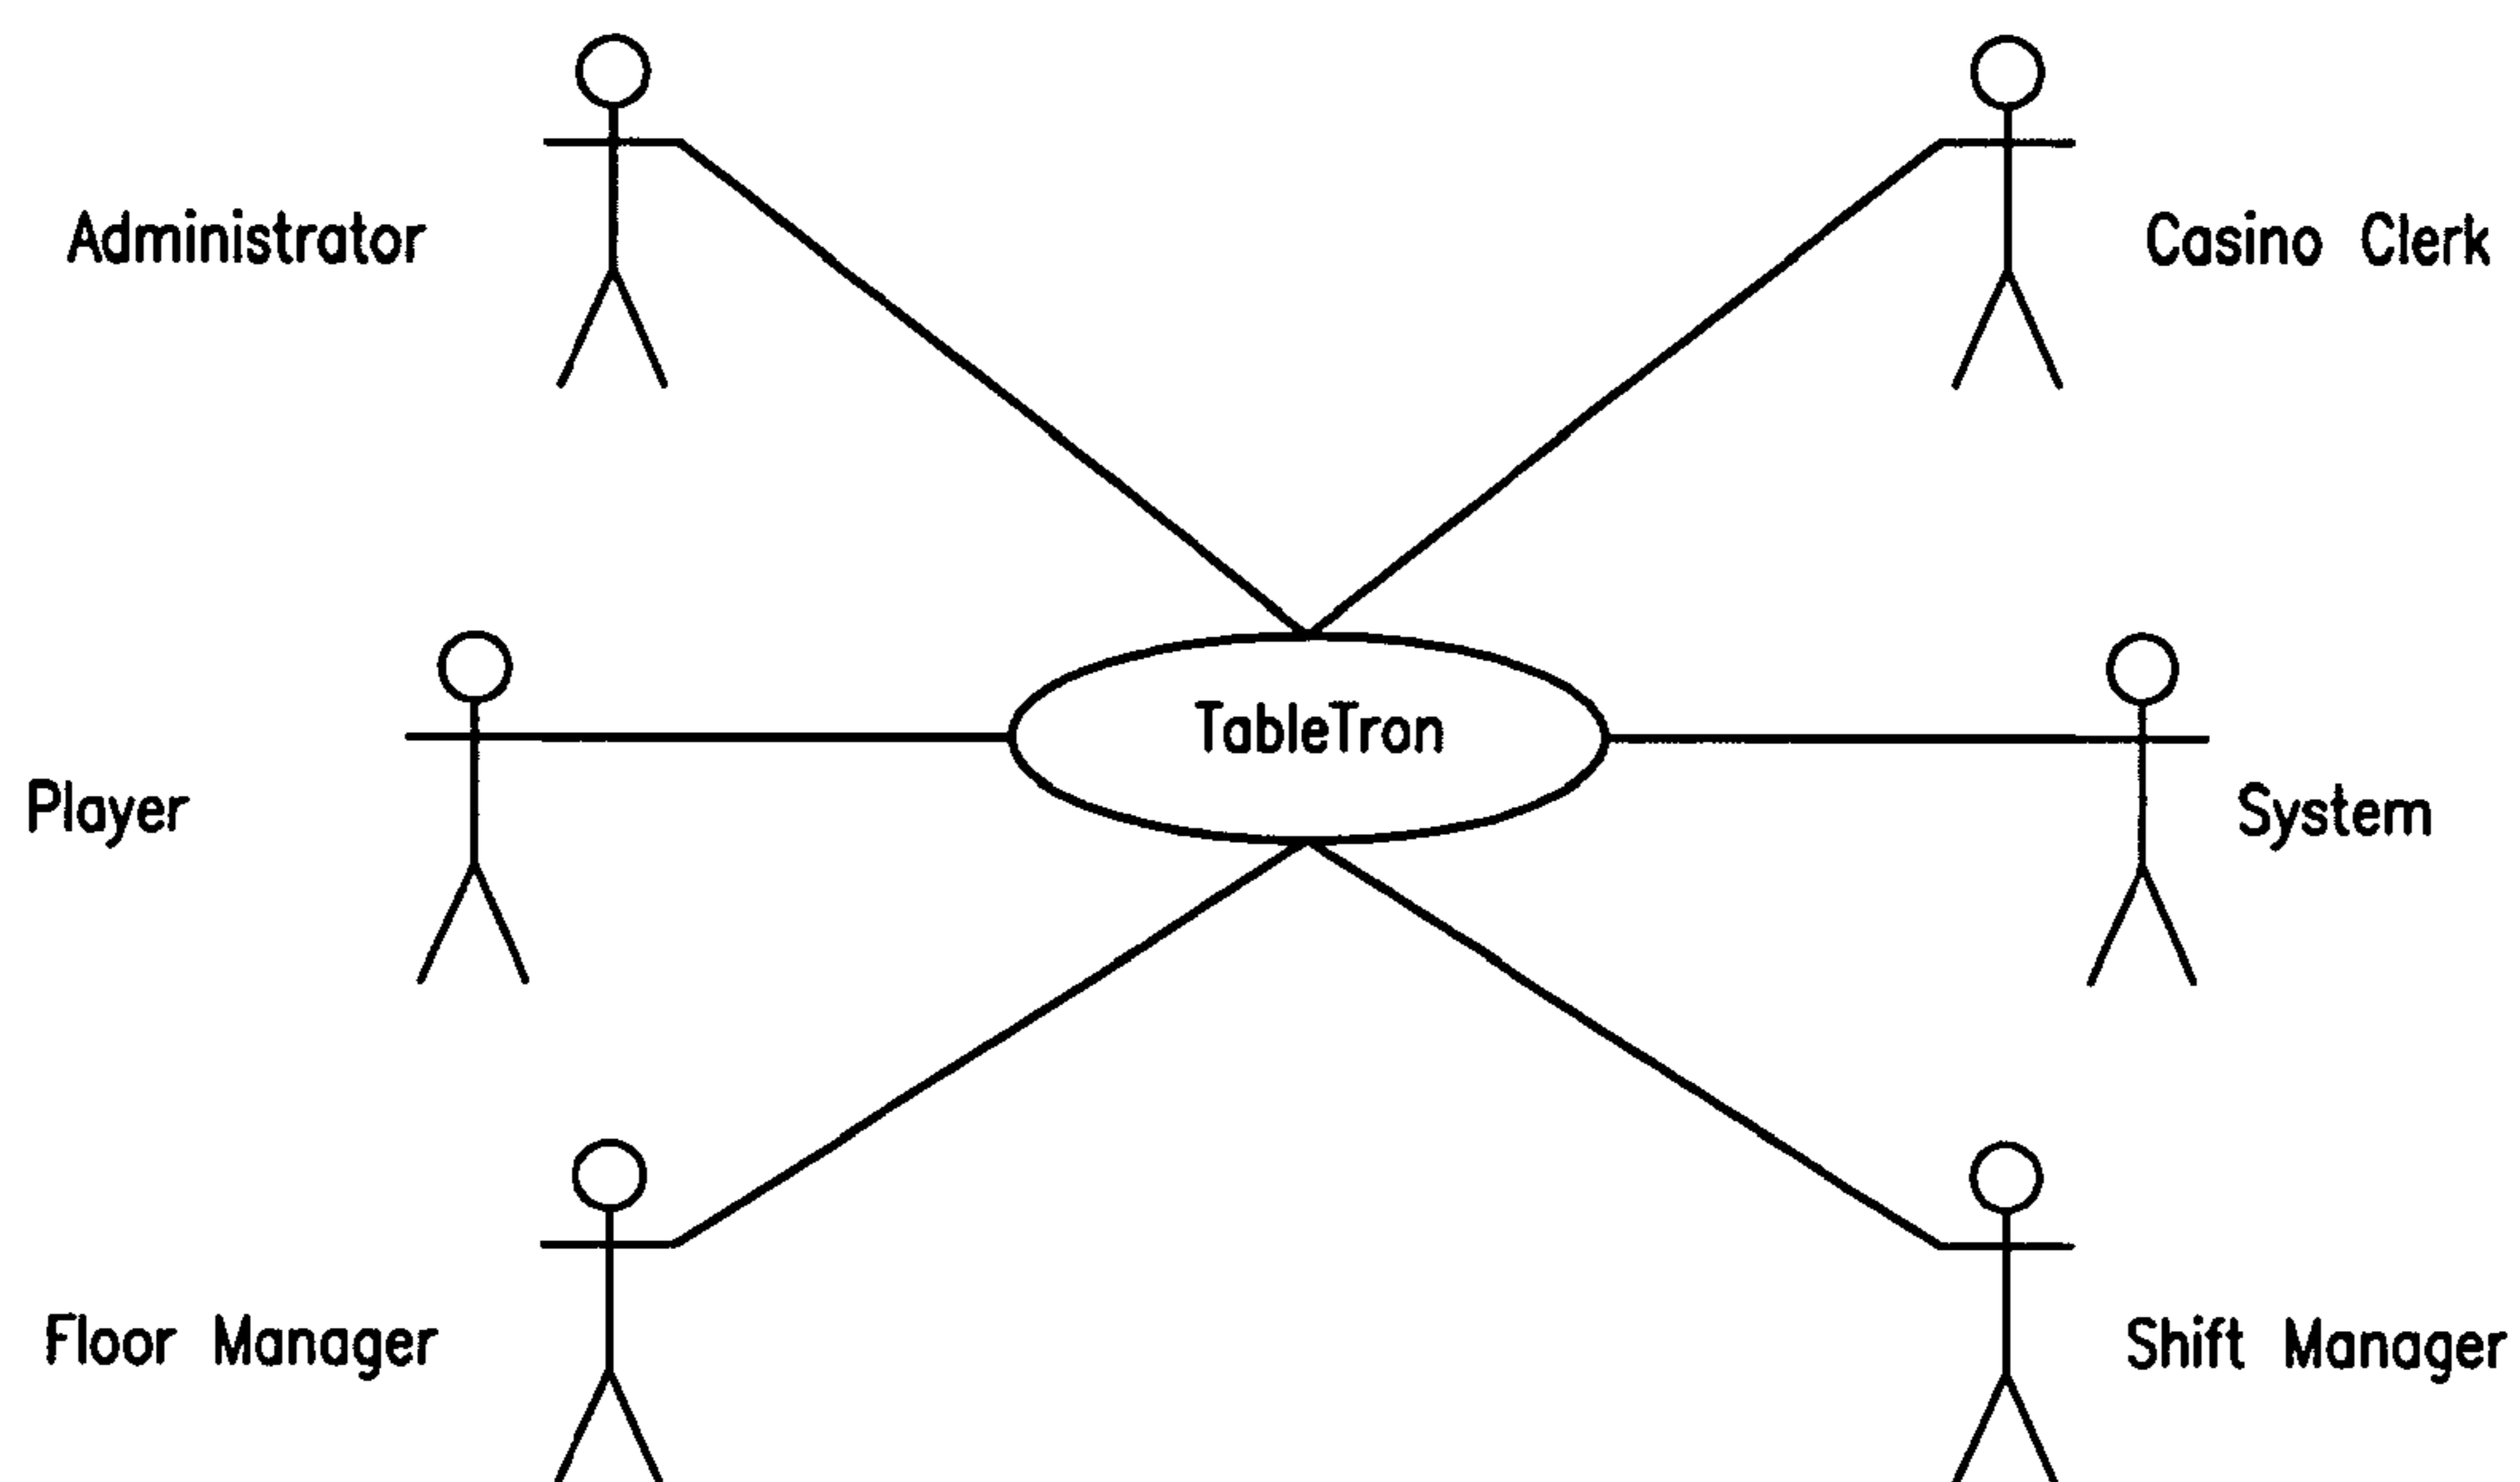 Administrator
Casino Clerk
TableTron
Player
System
Floor Manager
Shift Manager